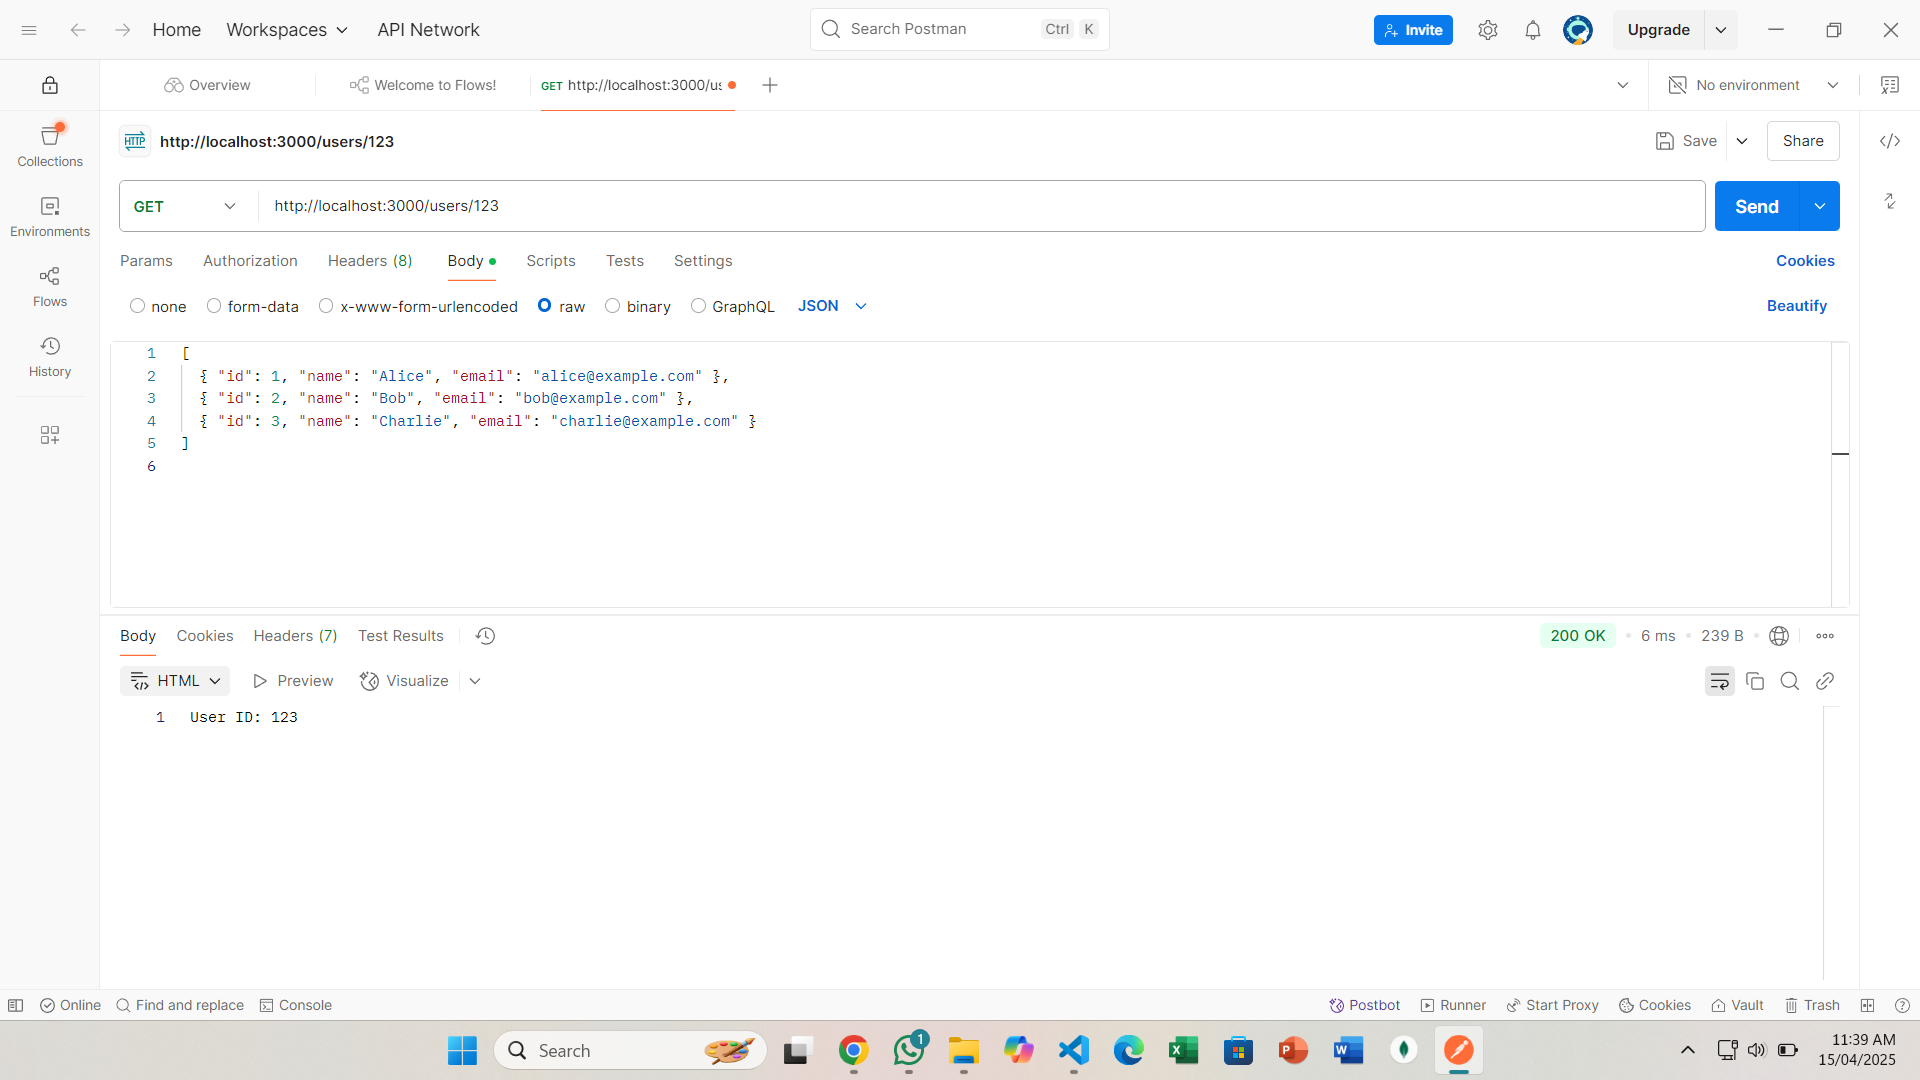 Home Workspaces API Network Search Postman Ctrl K Invite Upgrade
Overview Welcome to Flows! GET http://localhost:3000/us No environment
HTTP http://localhost:3000/users/123 Save Share
Collections
GET http://localhost:3000/users/123 Send
Environments
Params Authorization Headers (8) Body Scripts Tests Settings Cookies
Flows
none form-data x-www-form-urlencoded raw binary GraphQL JSON Beautify
History
1 [
2 { "id": 1, "name": "Alice", "email": "alice@example.com" },
3 { "id": 2, "name": "Bob", "email": "bob@example.com" },
4 { "id": 3, "name": "Charlie", "email": "charlie@example.com" }
5 ]
6
Body Cookies Headers (7) Test Results 200 OK 6 ms 239 B
HTML Preview Visualize
1 User ID: 123
Online Find and replace Console Postbot Runner Start Proxy Cookies Vault Trash
Search 1 11:39 AM
15/04/2025